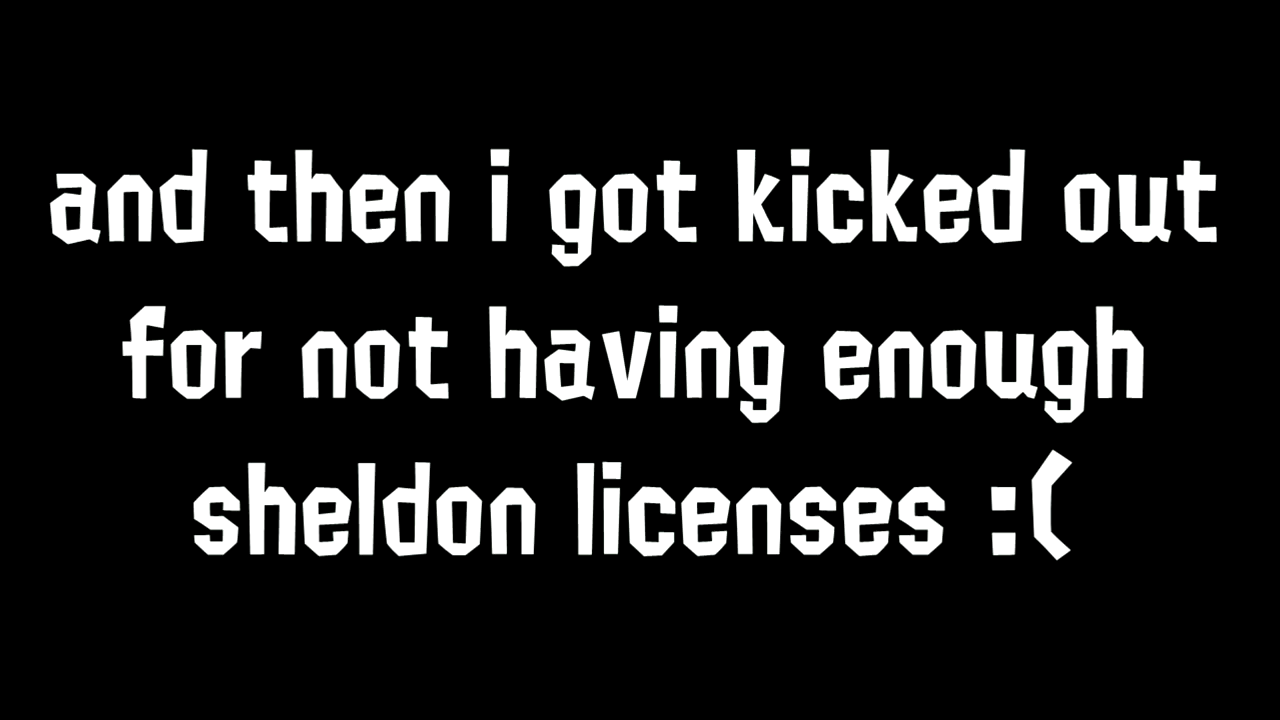 and then i got kicked out
for not having enough
sheldon licenses :(